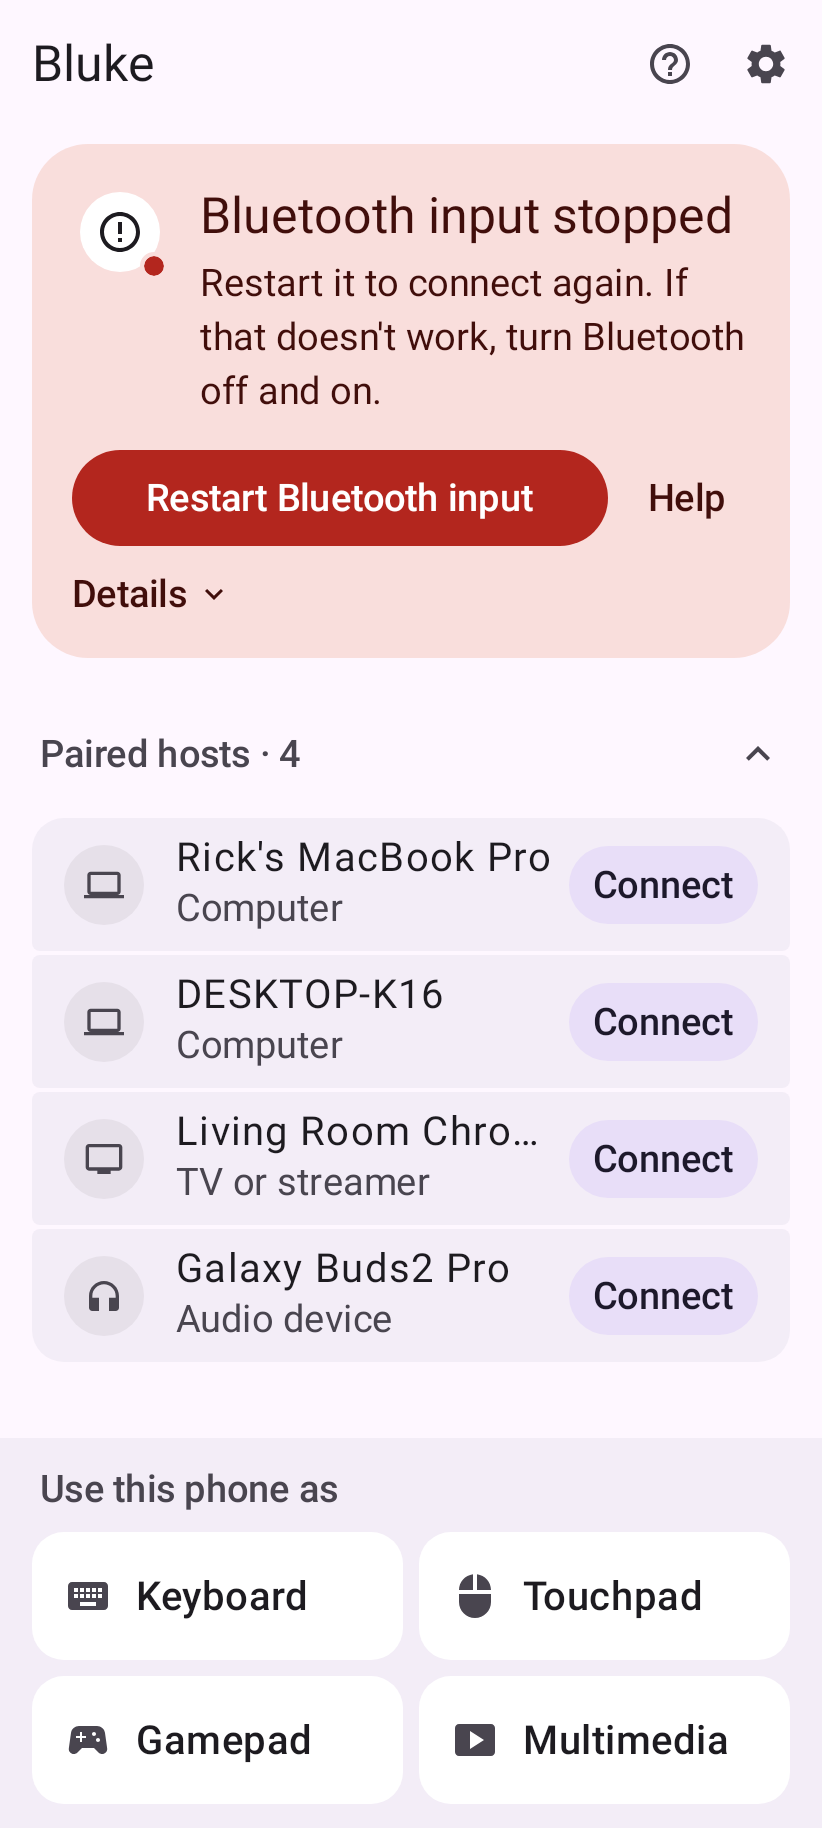 Bluke
Bluetooth input stopped
Restart it to connect again. If
that doesn't work, turn Bluetooth
off and on.
Restart Bluetooth input
Help
Details
Paired hosts · 4
Rick's MacBook Pro
Computer
Connect
DESKTOP-K16
Computer
Connect
Living Room Chro...
TV or streamer
Connect
Galaxy Buds2 Pro
Audio device
Connect
Use this phone as
Keyboard
Touchpad
Gamepad
Multimedia